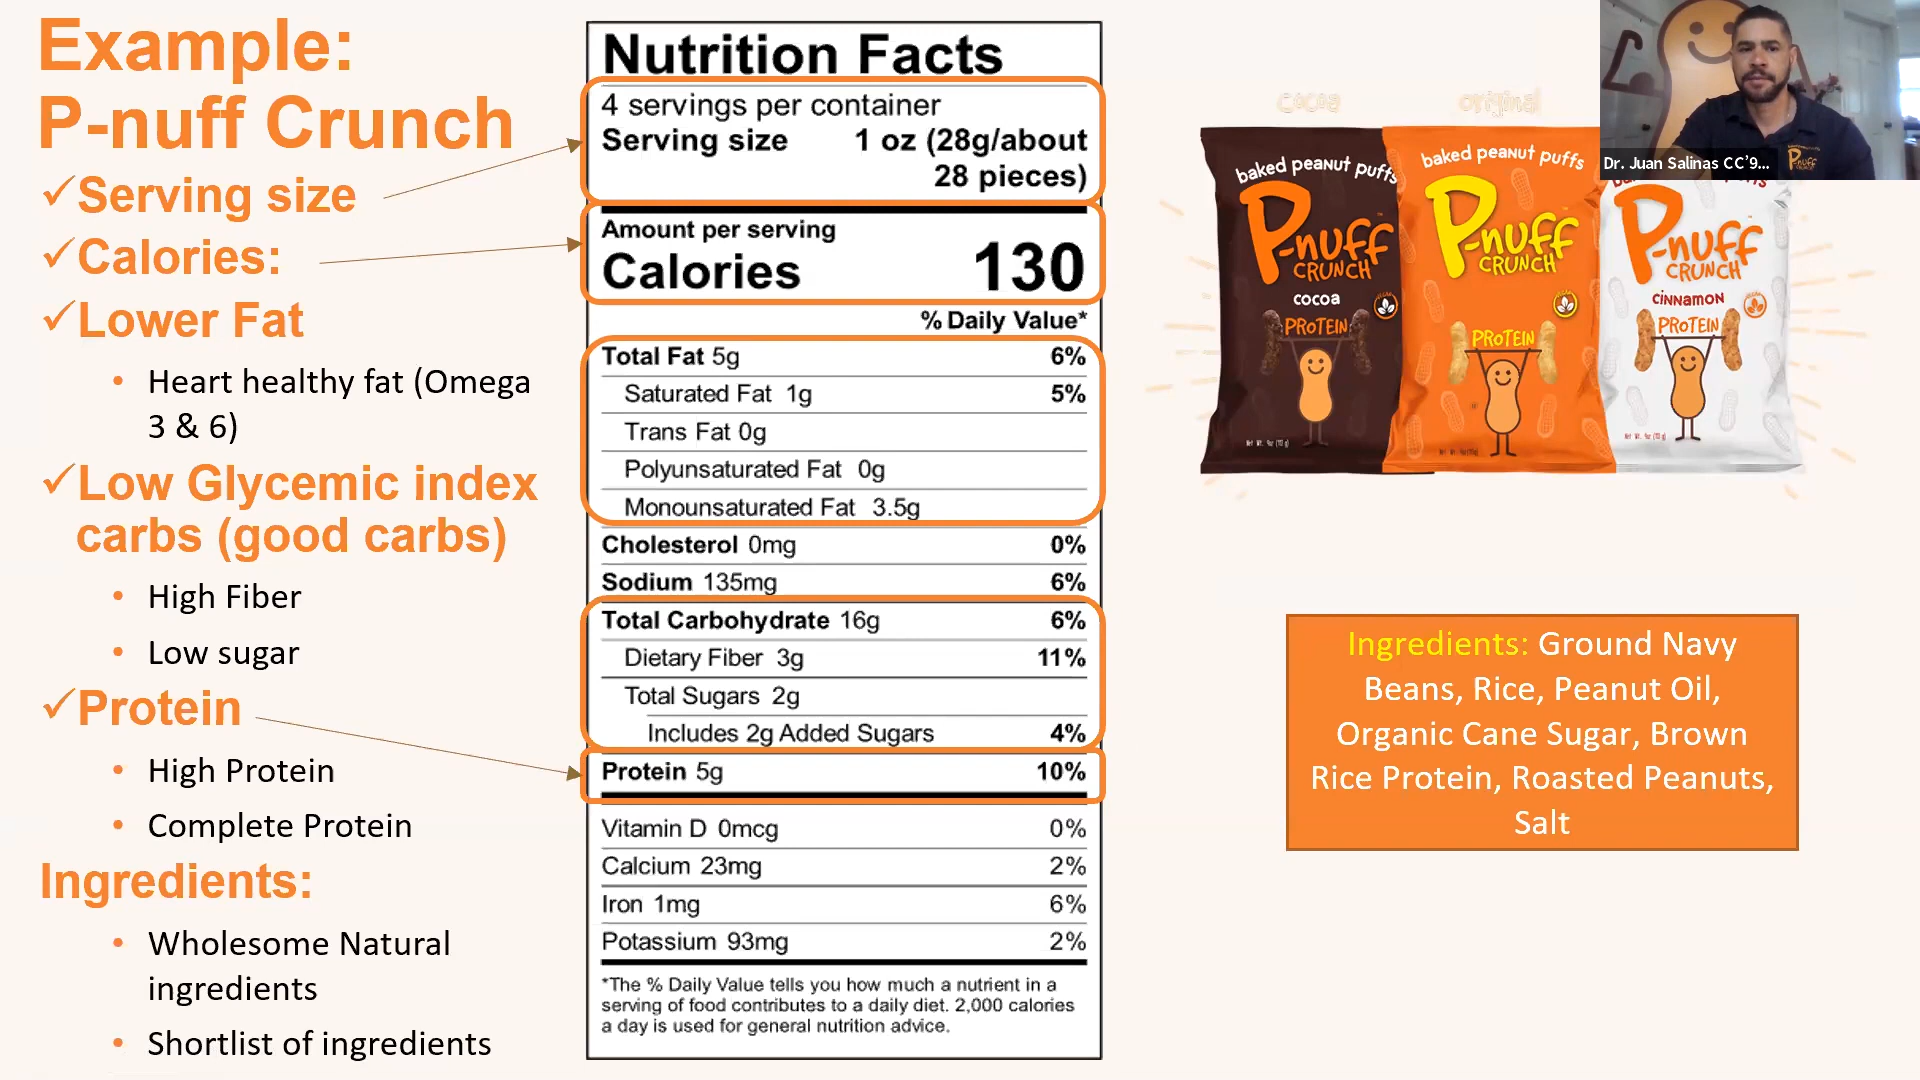 Example:
P-nuff Crunch
✓Serving size
✓Calories:
✓Lower Fat
• Heart healthy fat (Omega
3 & 6)
✓Low Glycemic index
carbs (good carbs)
• High Fiber
• Low sugar
✓Protein
• High Protein
• Complete Protein
Ingredients:
• Wholesome Natural
ingredients
• Shortlist of ingredients
Nutrition Facts
4 servings per container
Serving size 1 oz (28g/about
28 pieces)
Amount per serving
Calories 130
% Daily Value*
Total Fat 5g 6%
Saturated Fat 1g 5%
Trans Fat 0g
Polyunsaturated Fat 0g
Monounsaturated Fat 3.5g
Cholesterol 0mg 0%
Sodium 135mg 6%
Total Carbohydrate 16g 6%
Dietary Fiber 3g 11%
Total Sugars 2g
Includes 2g Added Sugars 4%
Protein 5g 10%
Vitamin D 0mcg 0%
Calcium 23mg 2%
Iron 1mg 6%
Potassium 93mg 2%
*The % Daily Value tells you how much a nutrient in a
serving of food contributes to a daily diet. 2,000 calories
a day is used for general nutrition advice.
cocoa
original
baked peanut puffs
P-nuff
CRUNCH
cocoa
PROTEIN
baked peanut puffs
P-nuff
CRUNCH
PROTEIN
P-nuff
CRUNCH
cinnamon
PROTEIN
Dr. Juan Salinas CC'9...
P-nuff
Ingredients: Ground Navy
Beans, Rice, Peanut Oil,
Organic Cane Sugar, Brown
Rice Protein, Roasted Peanuts,
Salt